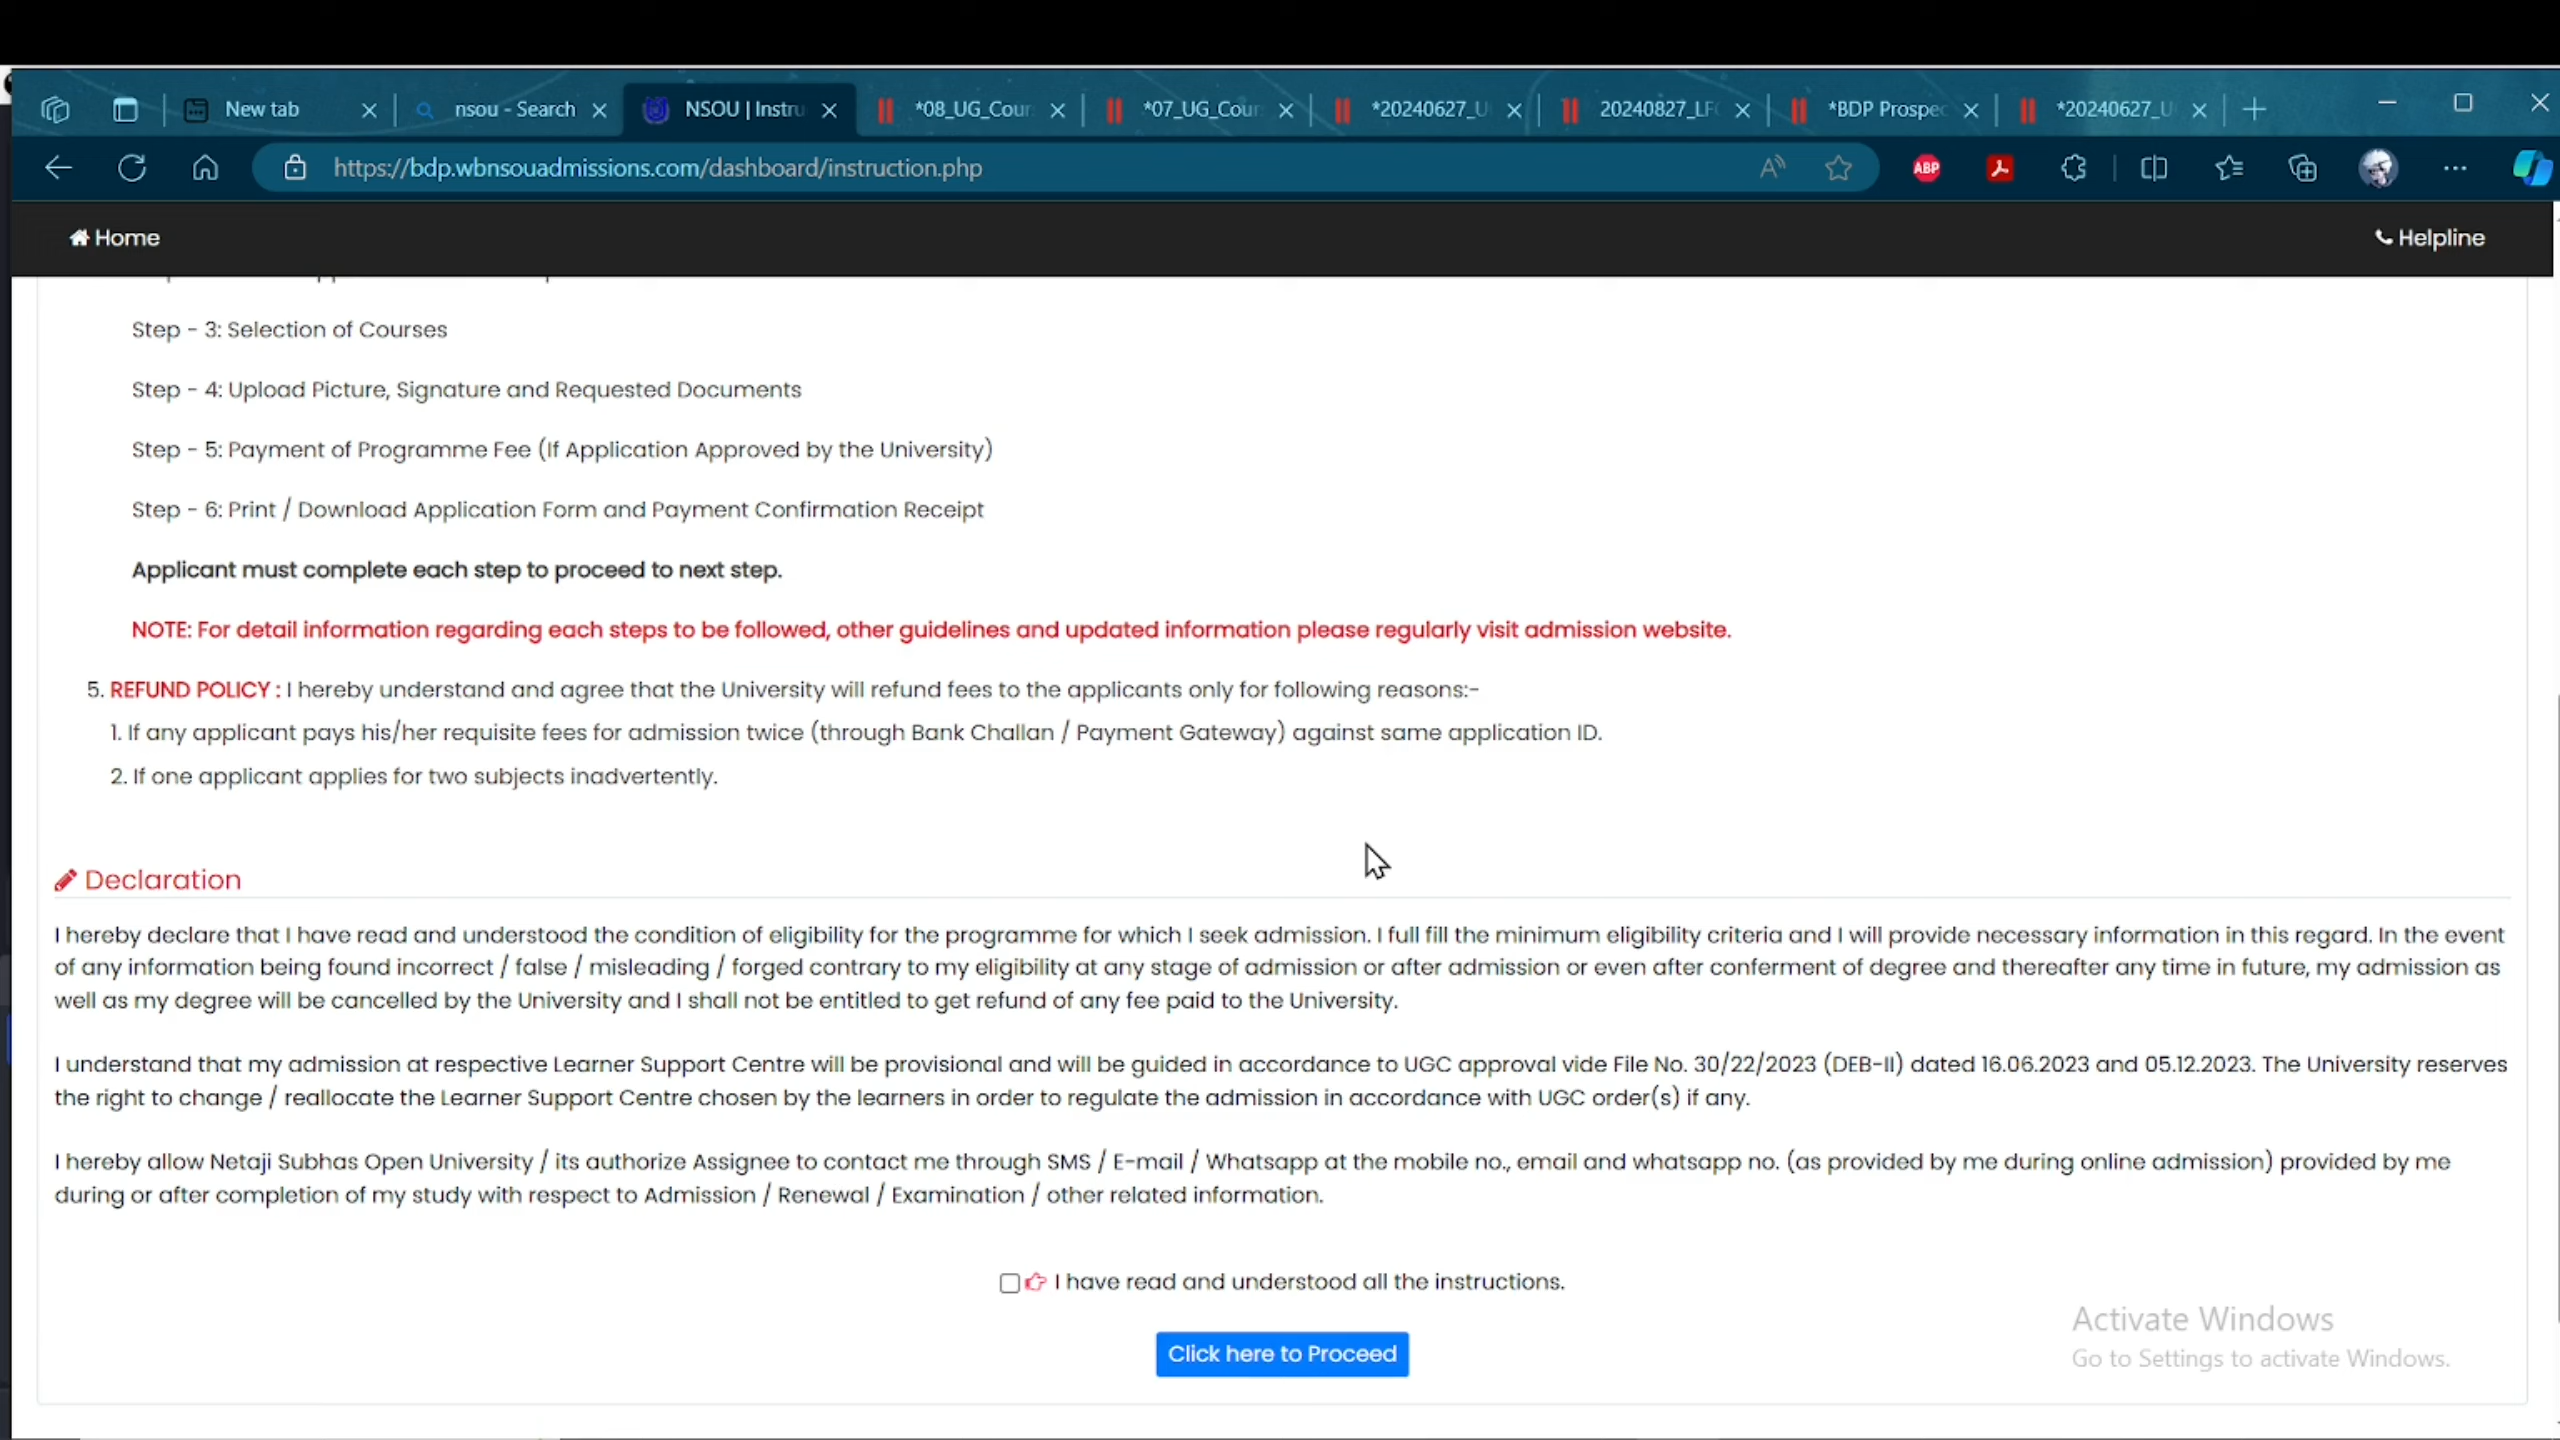 New tab
nsou - Search
NSOU | Instru
*08_UG_Cour
*07_UG_Cour
*20240627_U
20240827_LF
*BDP Prospec
*20240627_U
https://bdp.wbnsouadmissions.com/dashboard/instruction.php
ABP
Home
Helpline
Step - 3: Selection of Courses
Step - 4: Upload Picture, Signature and Requested Documents
Step - 5: Payment of Programme Fee (If Application Approved by the University)
Step - 6: Print / Download Application Form and Payment Confirmation Receipt
Applicant must complete each step to proceed to next step.
NOTE: For detail information regarding each steps to be followed, other guidelines and updated information please regularly visit admission website.
5. REFUND POLICY : I hereby understand and agree that the University will refund fees to the applicants only for following reasons:-
1. If any applicant pays his/her requisite fees for admission twice (through Bank Challan / Payment Gateway) against same application ID.
2. If one applicant applies for two subjects inadvertently.
Declaration
I hereby declare that I have read and understood the condition of eligibility for the programme for which I seek admission. I full fill the minimum eligibility criteria and I will provide necessary information in this regard. In the event
of any information being found incorrect / false / misleading / forged contrary to my eligibility at any stage of admission or after admission or even after conferment of degree and thereafter any time in future, my admission as
well as my degree will be cancelled by the University and I shall not be entitled to get refund of any fee paid to the University.
I understand that my admission at respective Learner Support Centre will be provisional and will be guided in accordance to UGC approval vide File No. 30/22/2023 (DEB-II) dated 16.06.2023 and 05.12.2023. The University reserves
the right to change / reallocate the Learner Support Centre chosen by the learners in order to regulate the admission in accordance with UGC order(s) if any.
I hereby allow Netaji Subhas Open University / its authorize Assignee to contact me through SMS / E-mail / Whatsapp at the mobile no., email and whatsapp no. (as provided by me during online admission) provided by me
during or after completion of my study with respect to Admission / Renewal / Examination / other related information.
I have read and understood all the instructions.
Click here to Proceed
Activate Windows
Go to Settings to activate Windows.